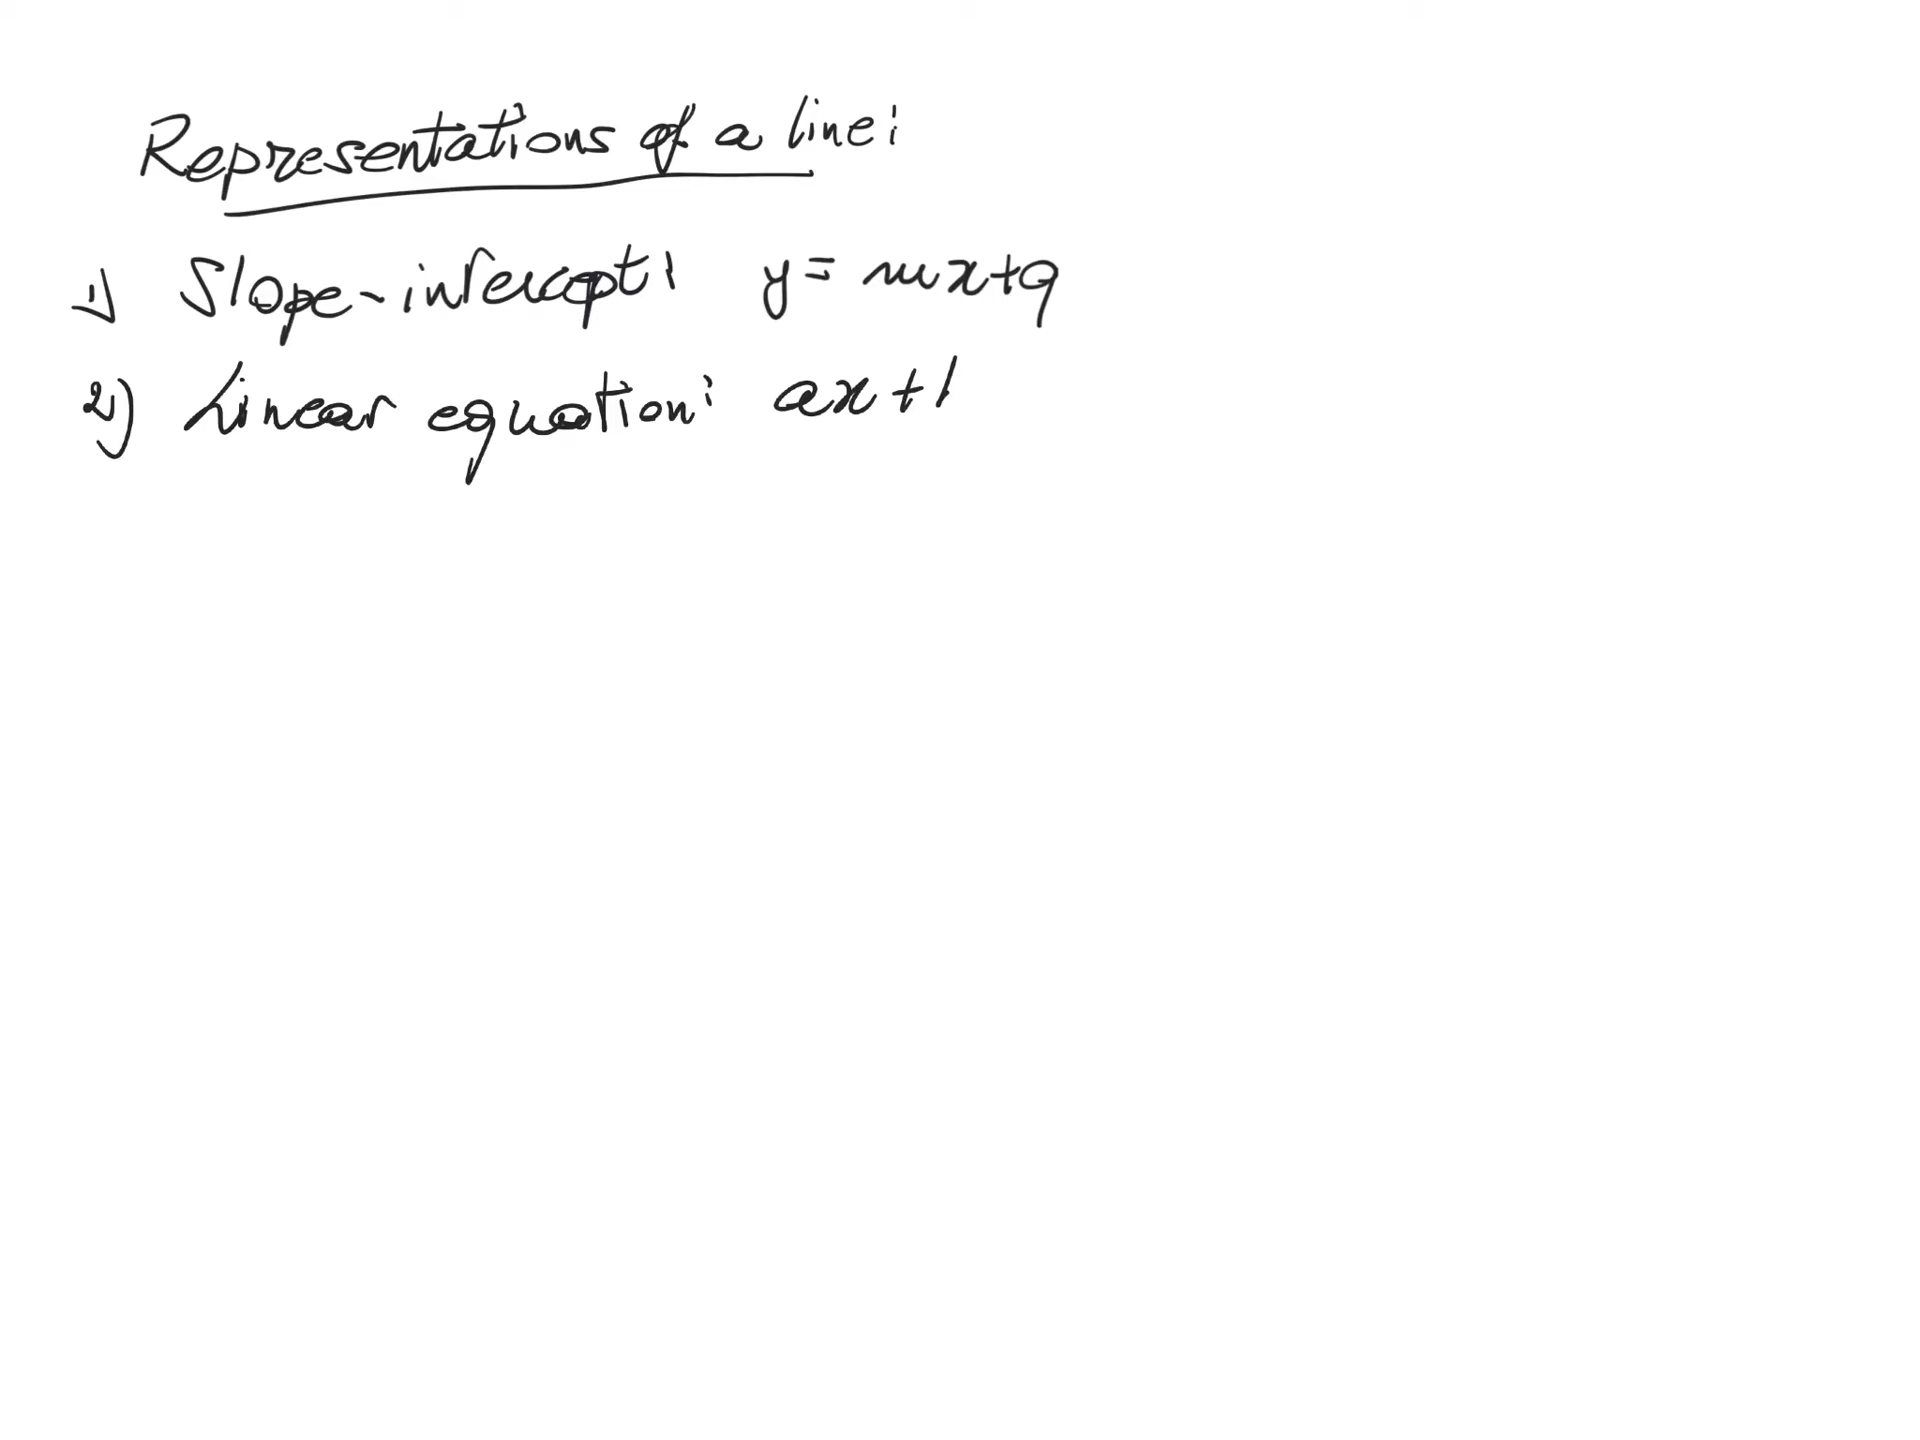 Representations of a line:
1) Slope-intercept: y = mx+q
2) Linear equation: ax +